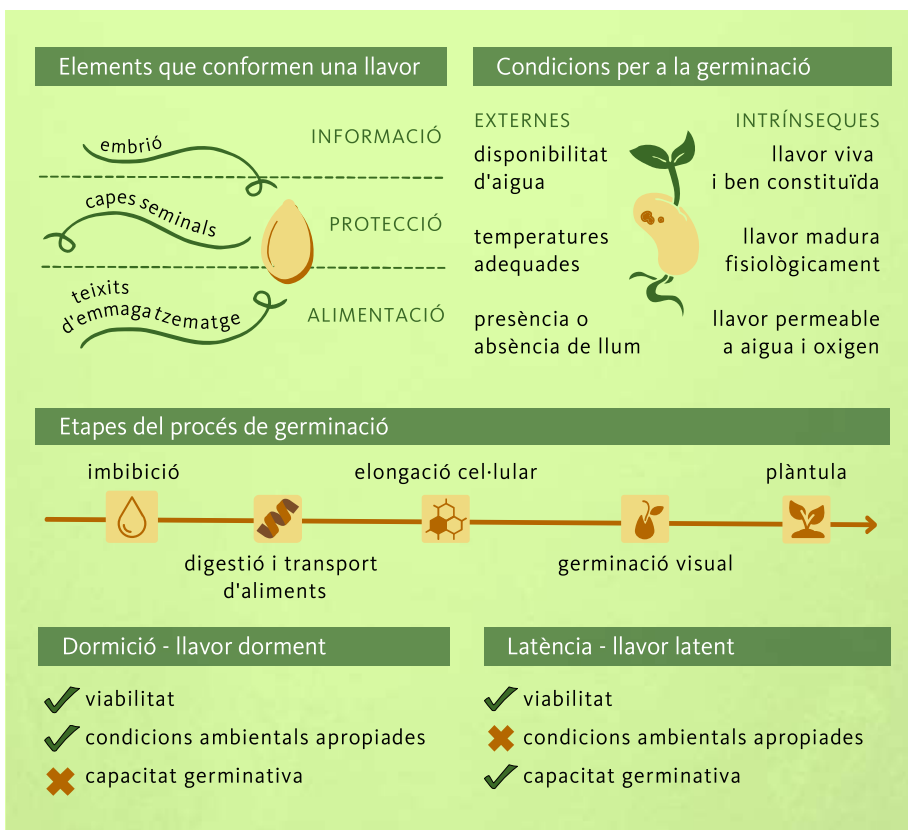 Elements que conformen una llavor
embrió
INFORMACIÓ
capes seminals
PROTECCIÓ
teixits
d'emmagatzematge
ALIMENTACIÓ
Condicions per a la germinació
EXTERNES
disponibilitat
d'aigua
temperatures
adequades
presència o
absència de llum
INTRÍNSEQUES
llavor viva
i ben constituïda
llavor madura
fisiològicament
llavor permeable
a aigua i oxigen
Etapes del procés de germinació
imbibició
digestió i transport
d'aliments
elongació cel·lular
germinació visual
plàntula
Dormició - llavor dorment
viabilitat
condicions ambientals apropiades
capacitat germinativa
Latència - llavor latent
viabilitat
condicions ambientals apropiades
capacitat germinativa